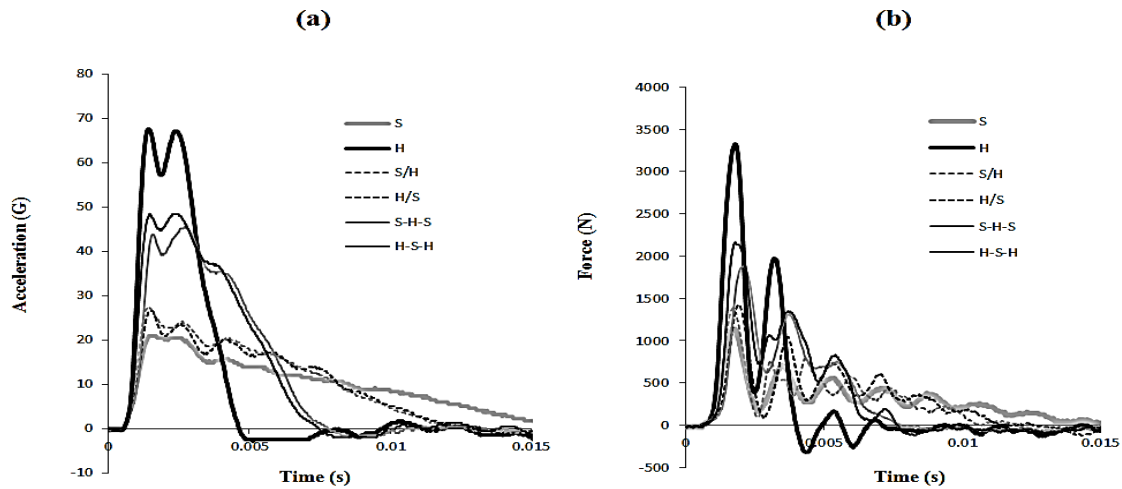 (a)
(b)
80
70
60
50
40
30
20
10
0
-10
Acceleration (G)
0
0.005
0.01
0.015
Time (s)
S
H
S/H
H/S
S-H-S
H-S-H
4000
3500
3000
2500
2000
1500
1000
500
0
-500
Force (N)
0
0.005
0.01
0.015
Time (s)
S
H
S/H
H/S
S-H-S
H-S-H